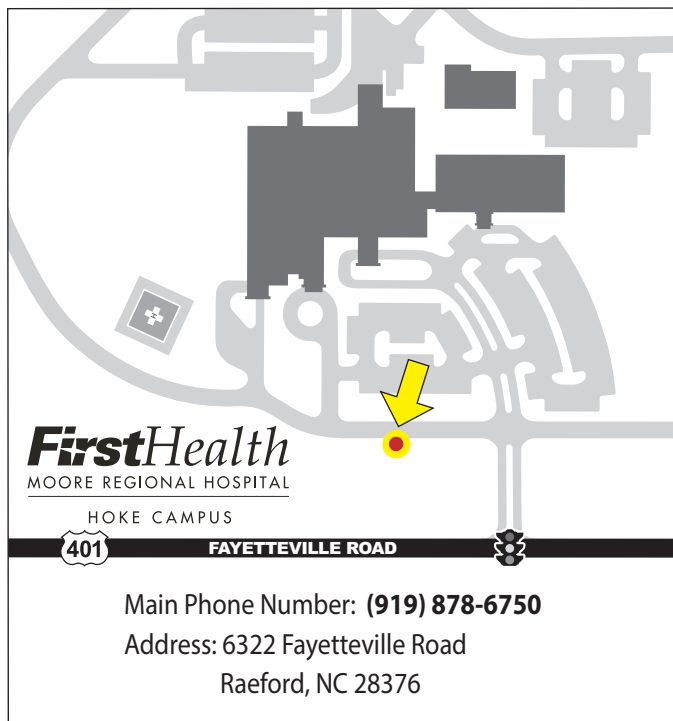 FirstHealth
MOORE REGIONAL HOSPITAL
HOKE CAMPUS
401
FAYETTEVILLE ROAD
Main Phone Number: (919) 878-6750
Address: 6322 Fayetteville Road
Raeford, NC 28376